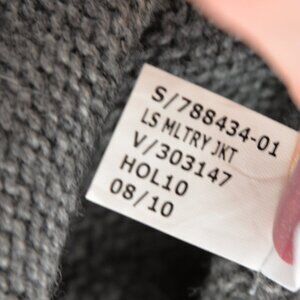 S/788434-01
LS MLTRY JKT
V/303147
HOL10
08/10